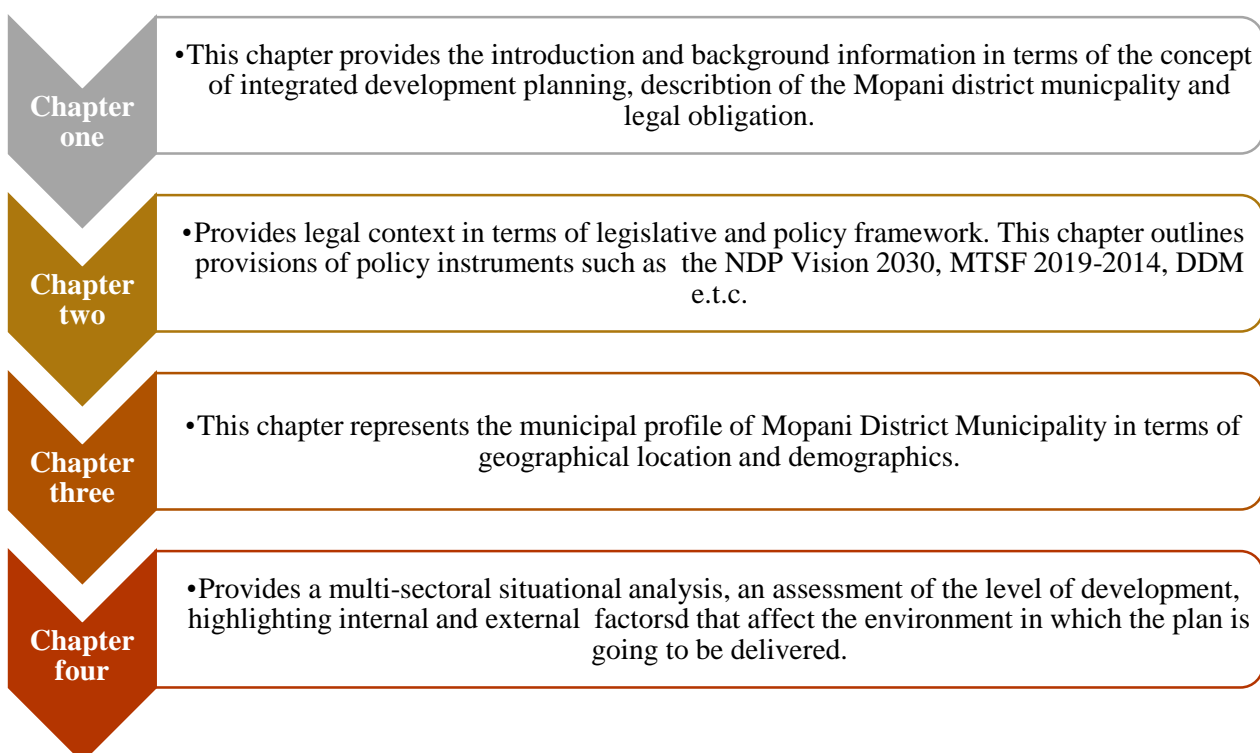 Chapter
one
•This chapter provides the introduction and background information in terms of the concept
of integrated development planning, describtion of the Mopani district municpality and
legal obligation.
Chapter
two
•Provides legal context in terms of legislative and policy framework. This chapter outlines
provisions of policy instruments such as the NDP Vision 2030, MTSF 2019-2014, DDM
e.t.c.
Chapter
three
•This chapter represents the municipal profile of Mopani District Municipality in terms of
geographical location and demographics.
Chapter
four
•Provides a multi-sectoral situational analysis, an assessment of the level of development,
highlighting internal and external factorsd that affect the environment in which the plan is
going to be delivered.